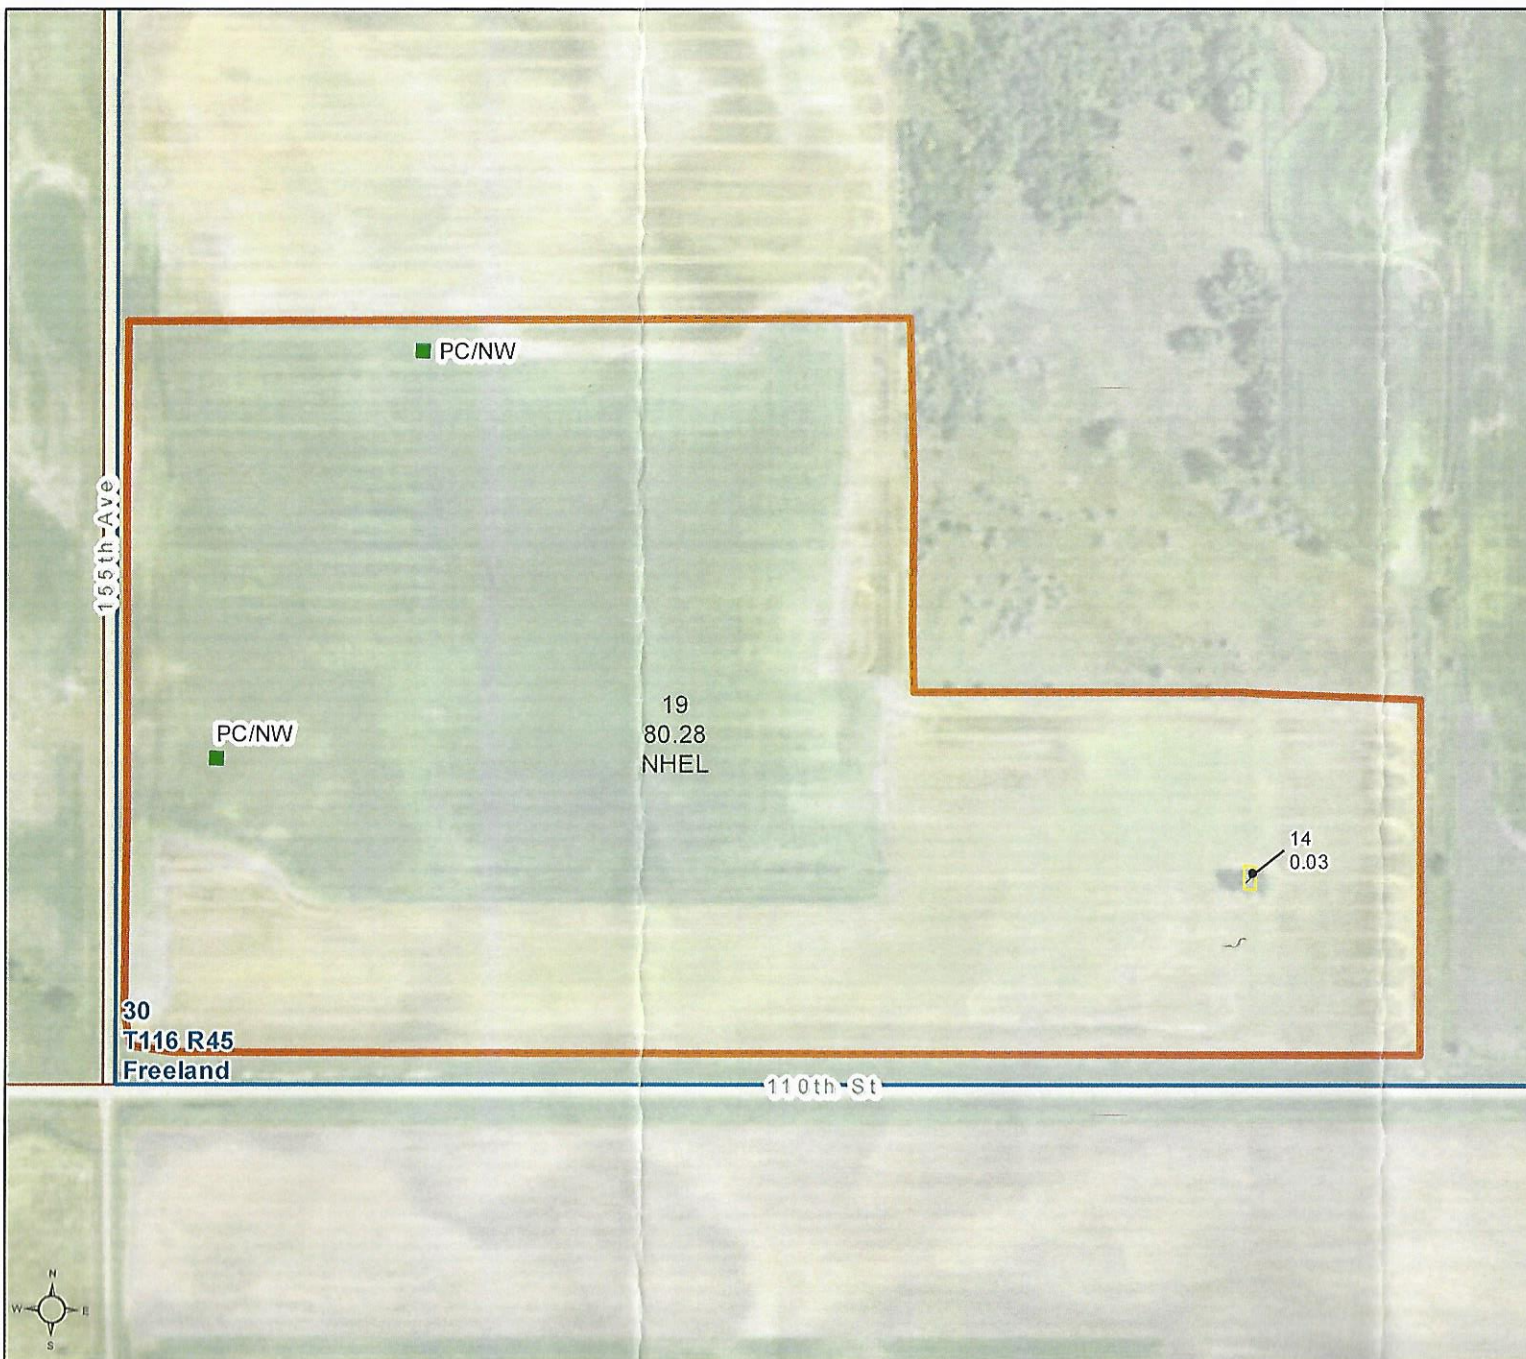 PC/NW
155th Ave
19
80.28
NHEL
PC/NW
14
0.03
30
T116 R45
Freeland
110th St
N
W E
S